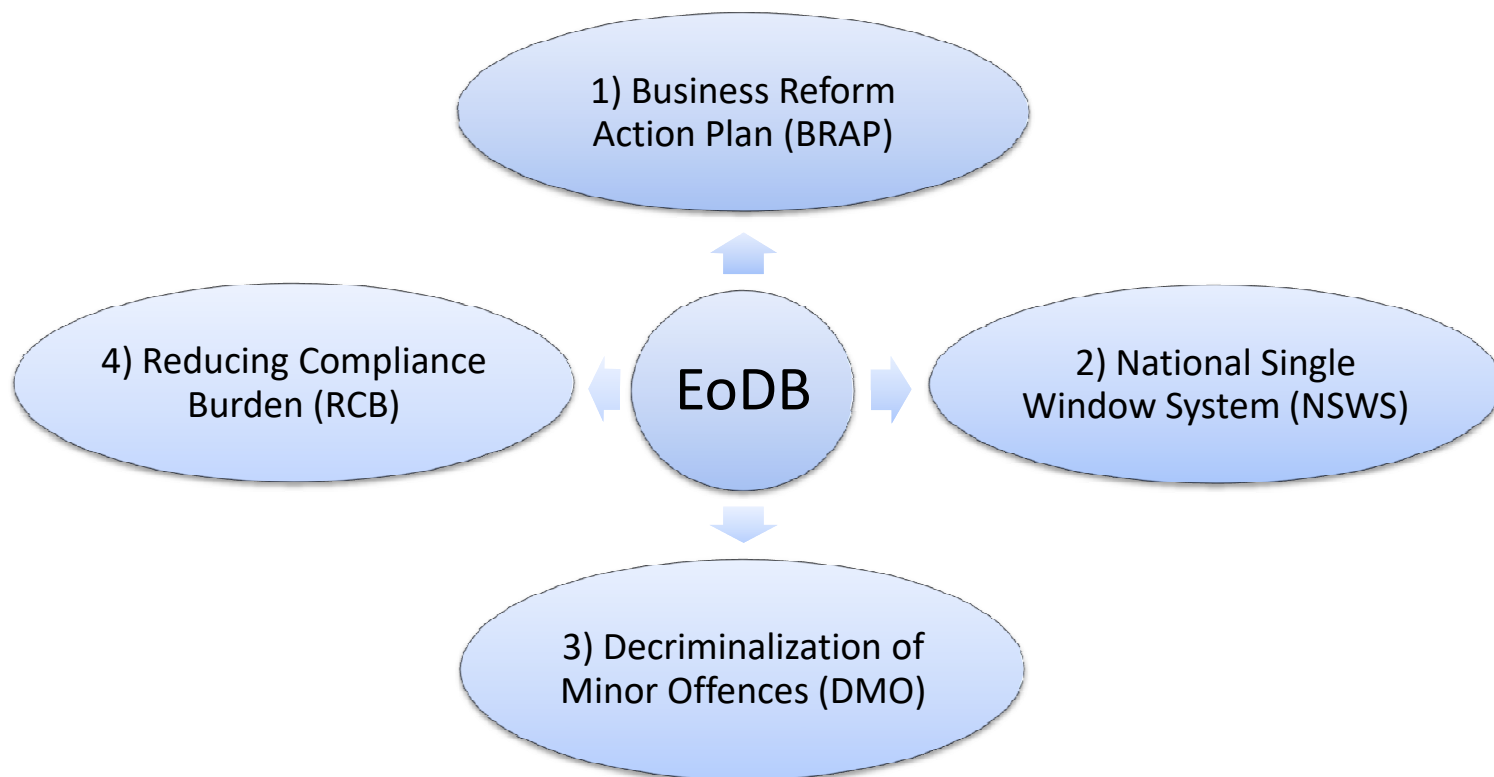 1) Business Reform
Action Plan (BRAP)
4) Reducing Compliance
Burden (RCB)
EoDB
2) National Single
Window System (NSWS)
3) Decriminalization of
Minor Offences (DMO)